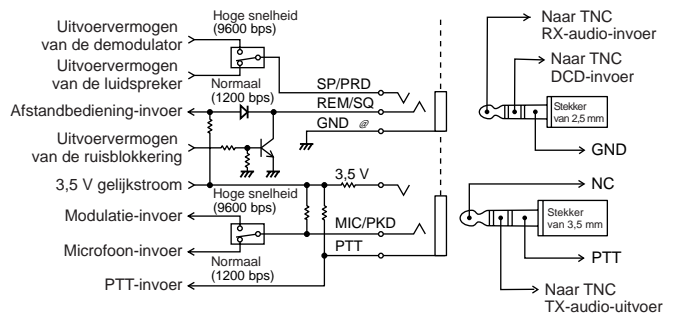 Uitvoervermogen
van de demodulator
Hoge snelheid
(9600 bps)
Uitvoervermogen
van de luidspreker
Normaal
(1200 bps)
SP/PRD
Afstandbediening-invoer
REM/SQ
GND
Uitvoervermogen
van de ruisblokkering
3,5 V gelijkstroom
3,5 V
Hoge snelheid
(9600 bps)
Modulatie-invoer
MIC/PKD
Microfoon-invoer
PTT
Normaal
(1200 bps)
PTT-invoer
Naar TNC
RX-audio-invoer
Naar TNC
DCD-invoer
Stekker
van 2,5 mm
GND
NC
Stekker
van 3,5 mm
PTT
Naar TNC
TX-audio-uitvoer